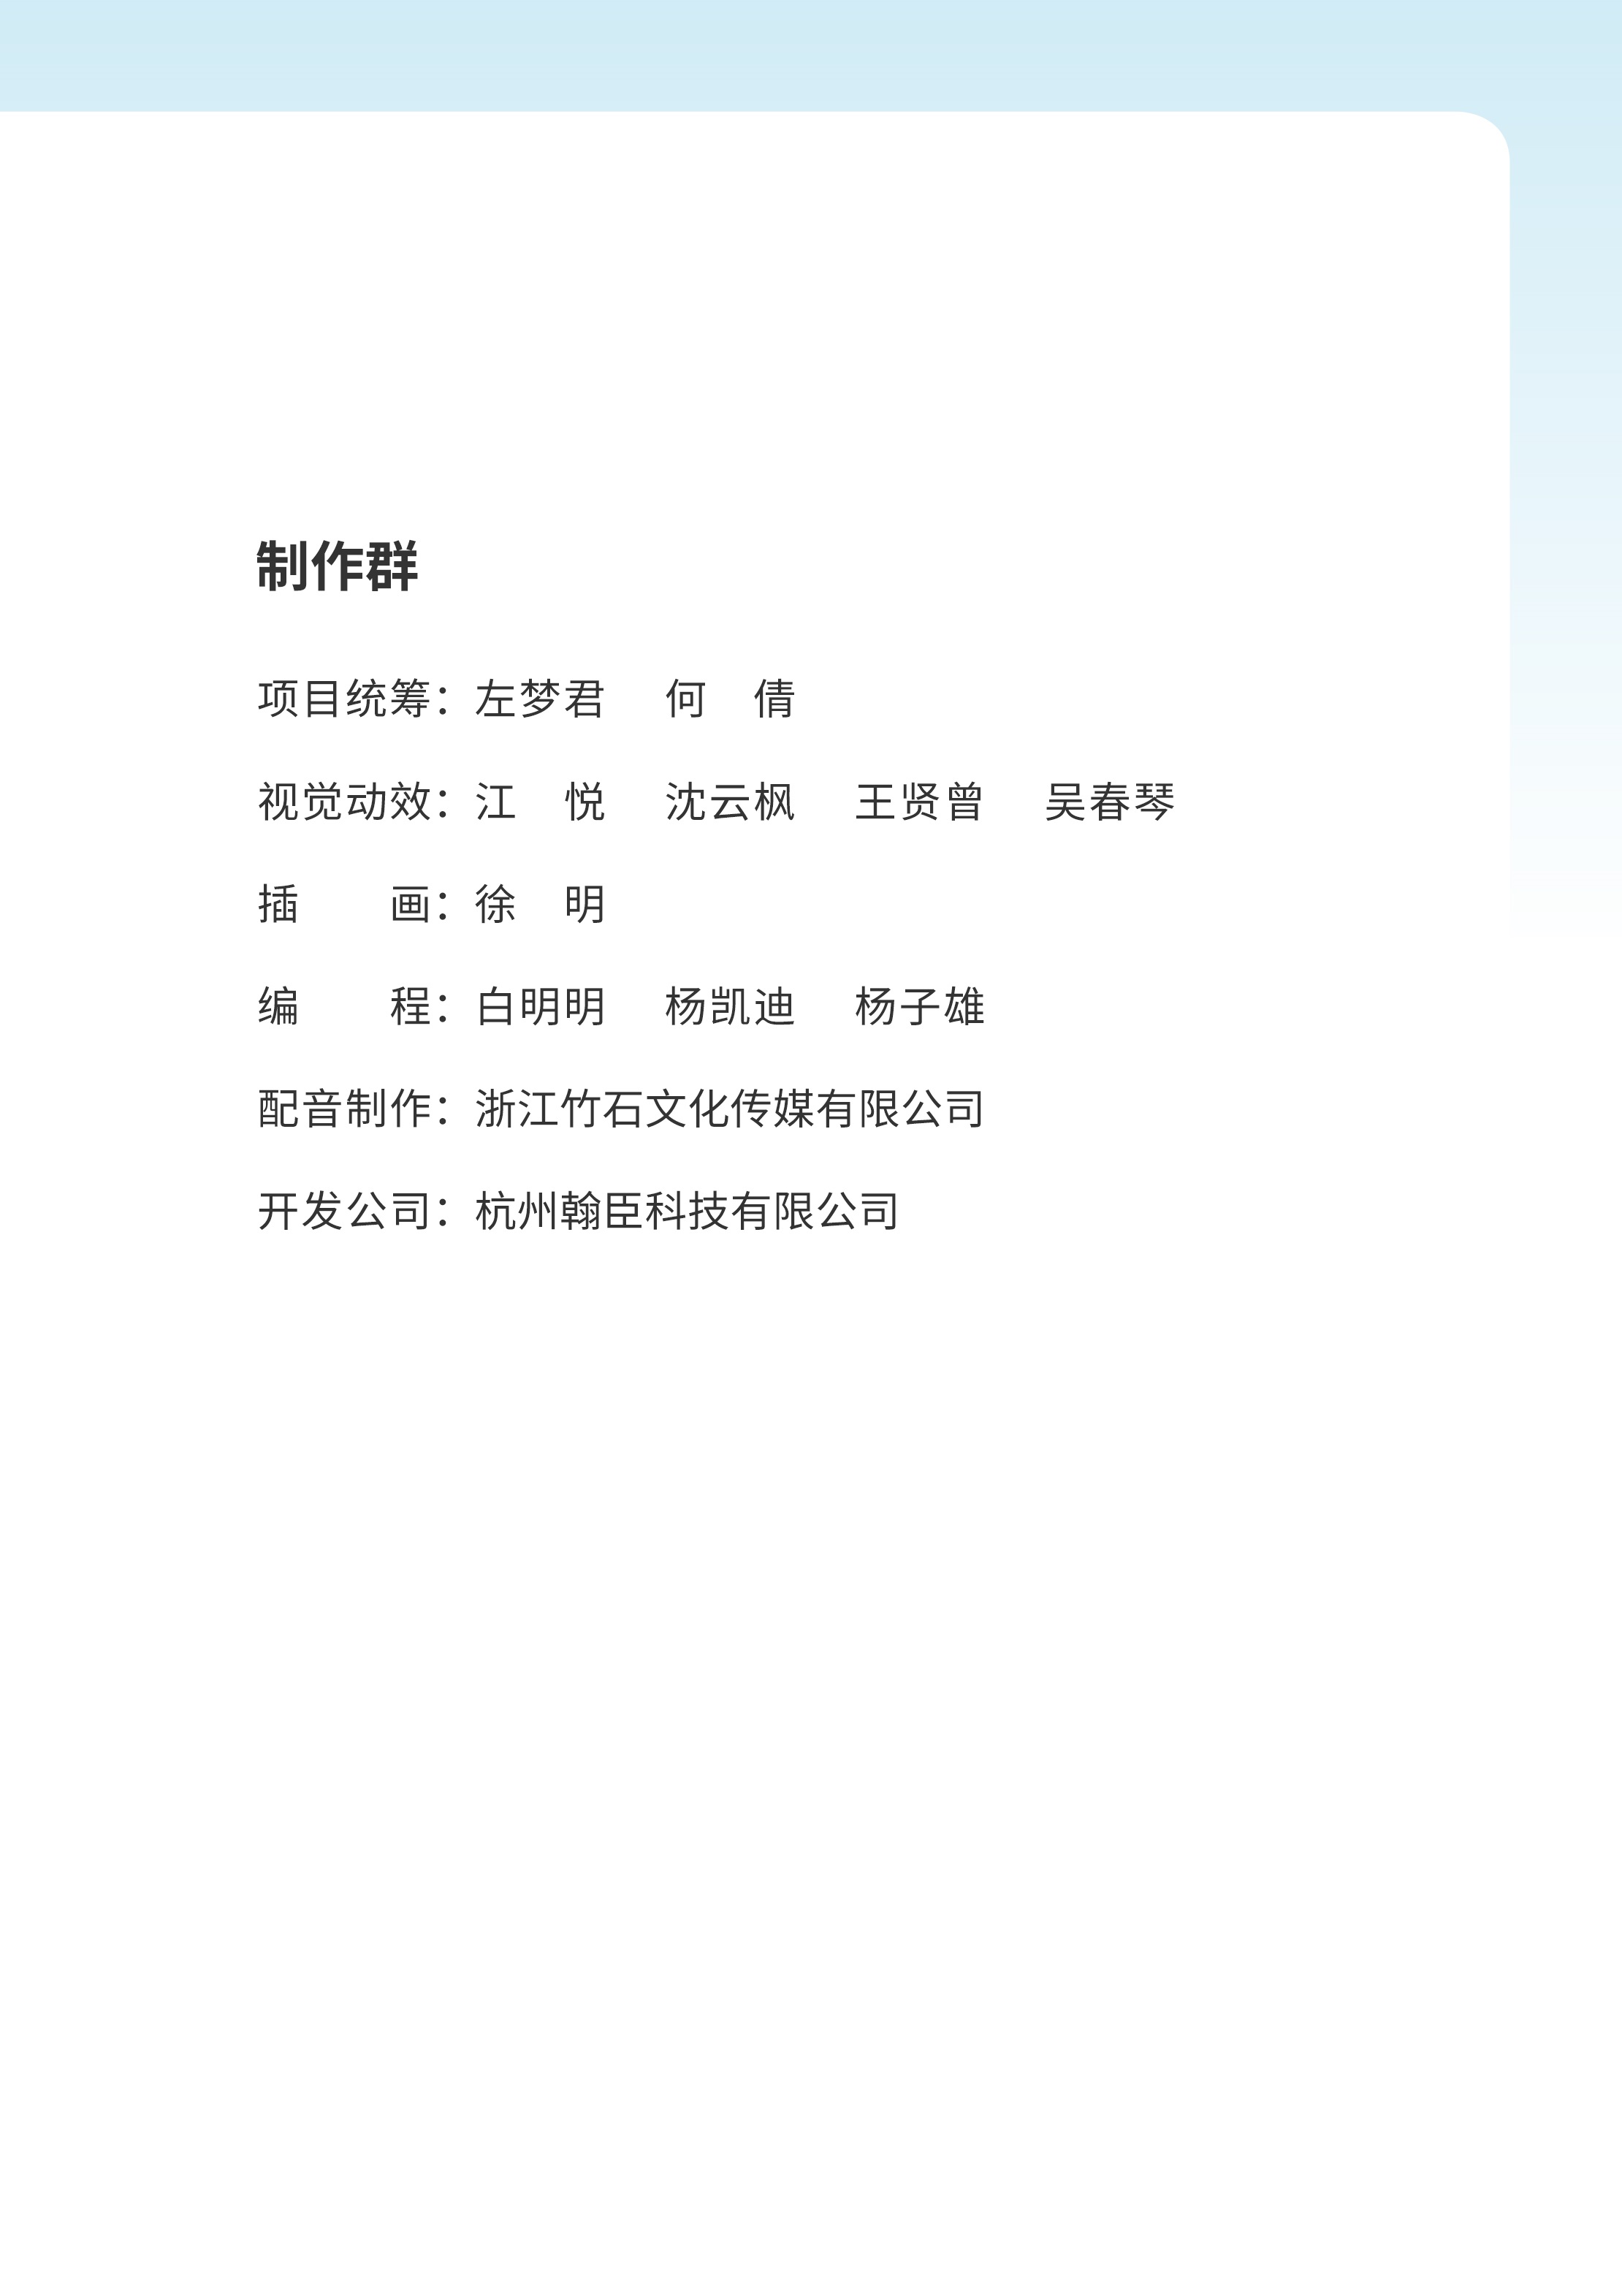 制作群
项目统筹：左梦君　何　倩
视觉动效：江　悦　沈云枫　王贤曾　吴春琴
插　　画：徐　明
编　　程：白明明　杨凯迪　杨子雄
配音制作：浙江竹石文化传媒有限公司
开发公司：杭州翰臣科技有限公司